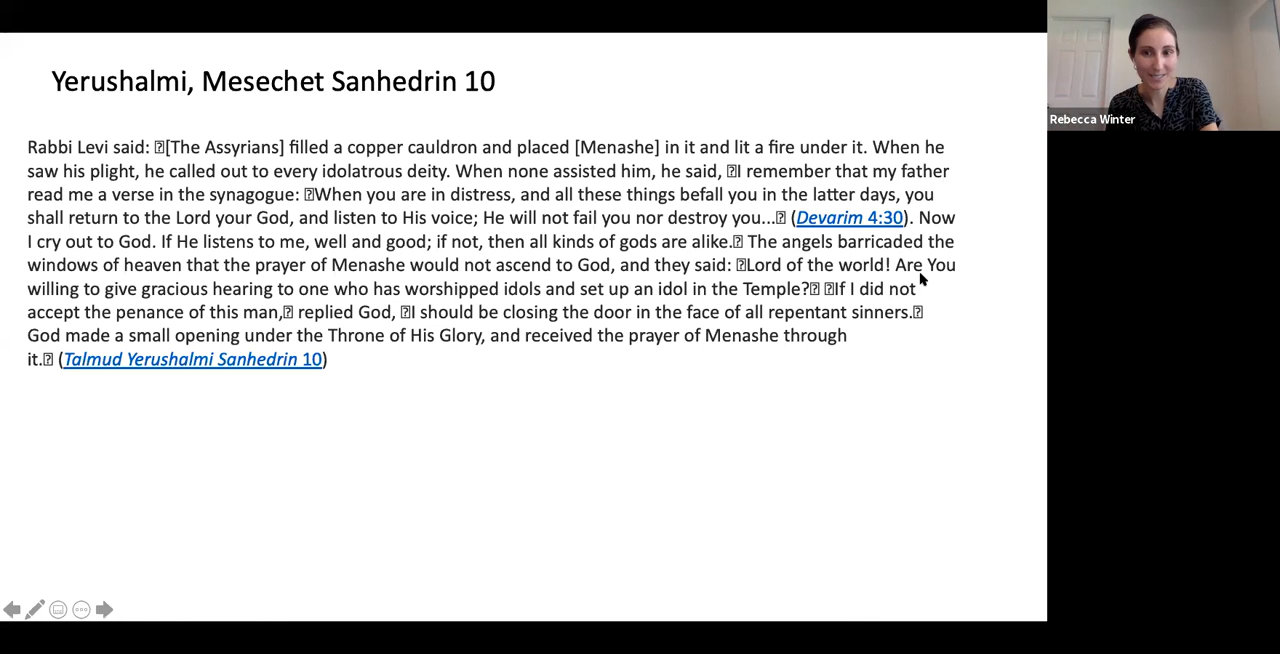 Yerushalmi, Mesechet Sanhedrin 10
Rebecca Winter
Rabbi Levi said: [The Assyrians] filled a copper cauldron and placed [Menashe] in it and lit a fire under it. When he
saw his plight, he called out to every idolatrous deity. When none assisted him, he said, I remember that my father
read me a verse in the synagogue: When you are in distress, and all these things befall you in the latter days, you
shall return to the Lord your God, and listen to His voice; He will not fail you nor destroy you... (Devarim 4:30). Now
I cry out to God. If He listens to me, well and good; if not, then all kinds of gods are alike. The angels barricaded the
windows of heaven that the prayer of Menashe would not ascend to God, and they said: Lord of the world! Are You
willing to give gracious hearing to one who has worshipped idols and set up an idol in the Temple? If I did not
accept the penance of this man, replied God, I should be closing the door in the face of all repentant sinners.
God made a small opening under the Throne of His Glory, and received the prayer of Menashe through
it. (Talmud Yerushalmi Sanhedrin 10)